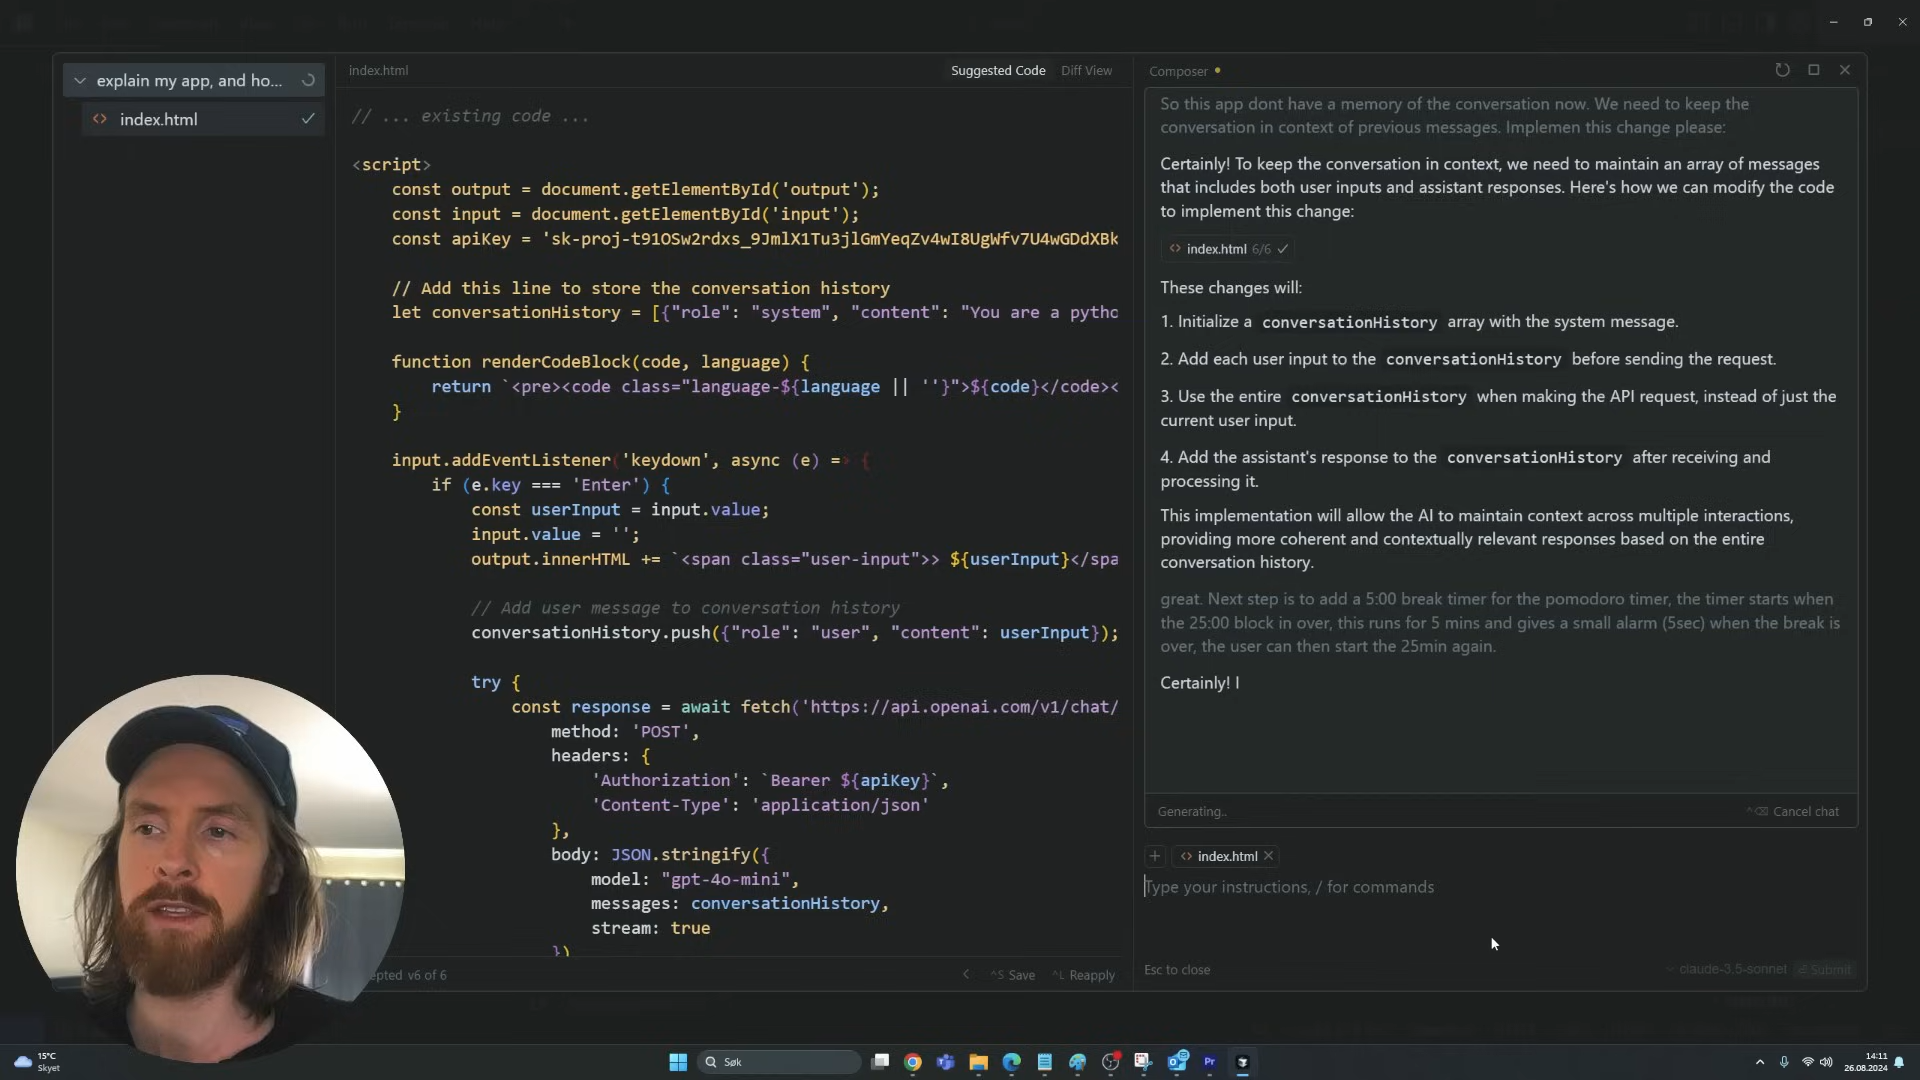 explain my app, and ho...
index.html
index.html
Suggested Code
Diff View
// ... existing code ...
<script>
const output = document.getElementById('output');
const input = document.getElementById('input');
// Add this line to store the conversation history
let conversationHistory = [{"role": "system", "content": "You are a pytho
function renderCodeBlock(code, language) {
return `<pre><code class="language-${language || ''}">${code}</code><
}
input.addEventListener('keydown', async (e) => {
if (e.key === 'Enter') {
const userInput = input.value;
input.value = '';
output.innerHTML += `<span class="user-input">> ${userInput}</spa
// Add user message to conversation history
conversationHistory.push({"role": "user", "content": userInput});
try {
const response = await fetch('https://api.openai.com/v1/chat/
method: 'POST',
headers: {
'Authorization': `Bearer ${apiKey}`,
'Content-Type': 'application/json'
},
body: JSON.stringify({
model: "gpt-4o-mini",
messages: conversationHistory,
stream: true
})
epted v6 of 6
^S Save
^L Reapply
Composer
So this app dont have a memory of the conversation now. We need to keep the
conversation in context of previous messages. Implemen this change please:
Certainly! To keep the conversation in context, we need to maintain an array of messages
that includes both user inputs and assistant responses. Here's how we can modify the code
to implement this change:
index.html 6/6
These changes will:
1. Initialize a conversationHistory array with the system message.
2. Add each user input to the conversationHistory before sending the request.
3. Use the entire conversationHistory when making the API request, instead of just the
current user input.
4. Add the assistant's response to the conversationHistory after receiving and
processing it.
This implementation will allow the AI to maintain context across multiple interactions,
providing more coherent and contextually relevant responses based on the entire
conversation history.
great. Next step is to add a 5:00 break timer for the pomodoro timer, the timer starts when
the 25:00 block in over, this runs for 5 mins and gives a small alarm (5sec) when the break is
over, the user can then start the 25min again.
Certainly! I
Generating..
Cancel chat
index.html
Type your instructions, / for commands
Esc to close
claude-3.5-sonnet
Submit
15°C
Skyet
Søk
14:11
26.08.2024